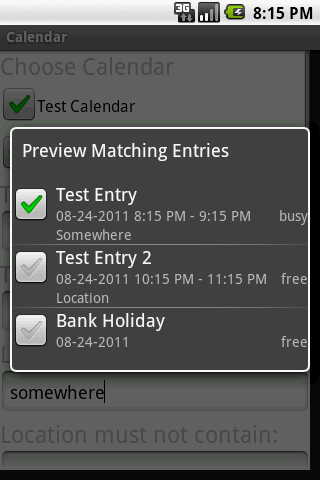 3G 8:15 PM
Calendar
Choose Calendar
Test Calendar
Preview Matching Entries
Test Entry
08-24-2011 8:15 PM - 9:15 PM busy
Somewhere
Test Entry 2
08-24-2011 10:15 PM - 11:15 PM free
Location
Bank Holiday
08-24-2011 free
somewhere
Location must not contain: